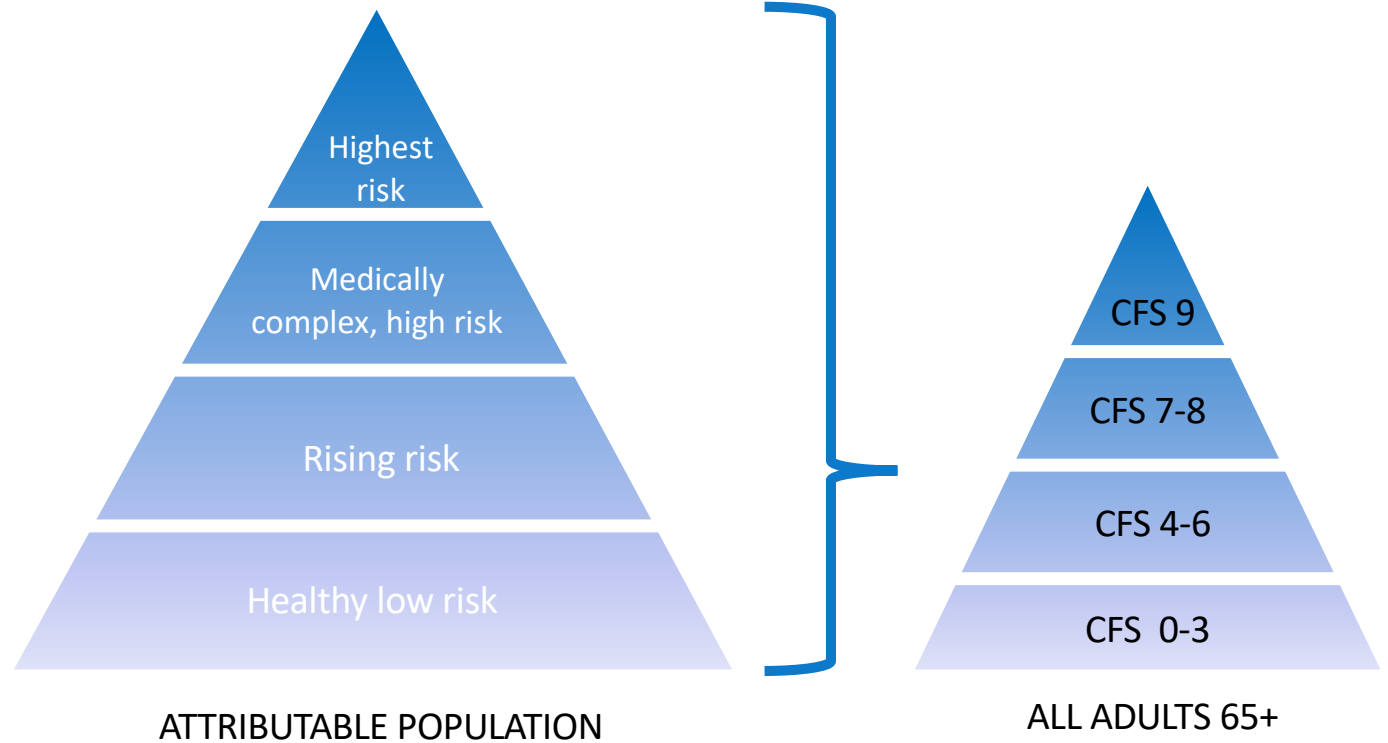 Highest
risk
Medically
complex, high risk
Rising risk
Healthy low risk
ATTRIBUTABLE POPULATION
CFS 9
CFS 7-8
CFS 4-6
CFS  0-3
ALL ADULTS 65+